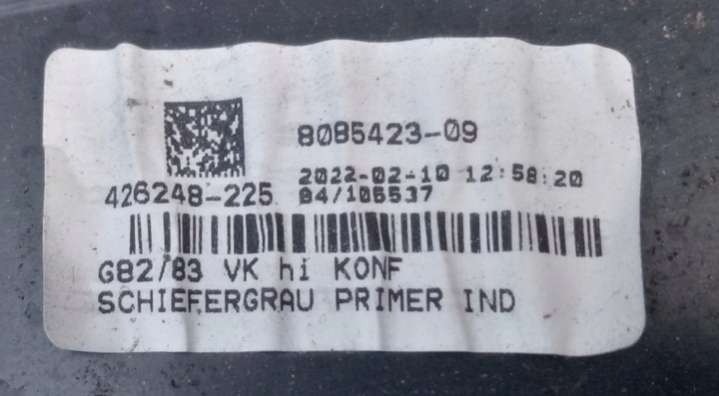 8085423-09
2022-02-10 12:58:20
426248-225 84/106537
G82/83 VK hi KONF
SCHIEFERGRAU PRIMER IND